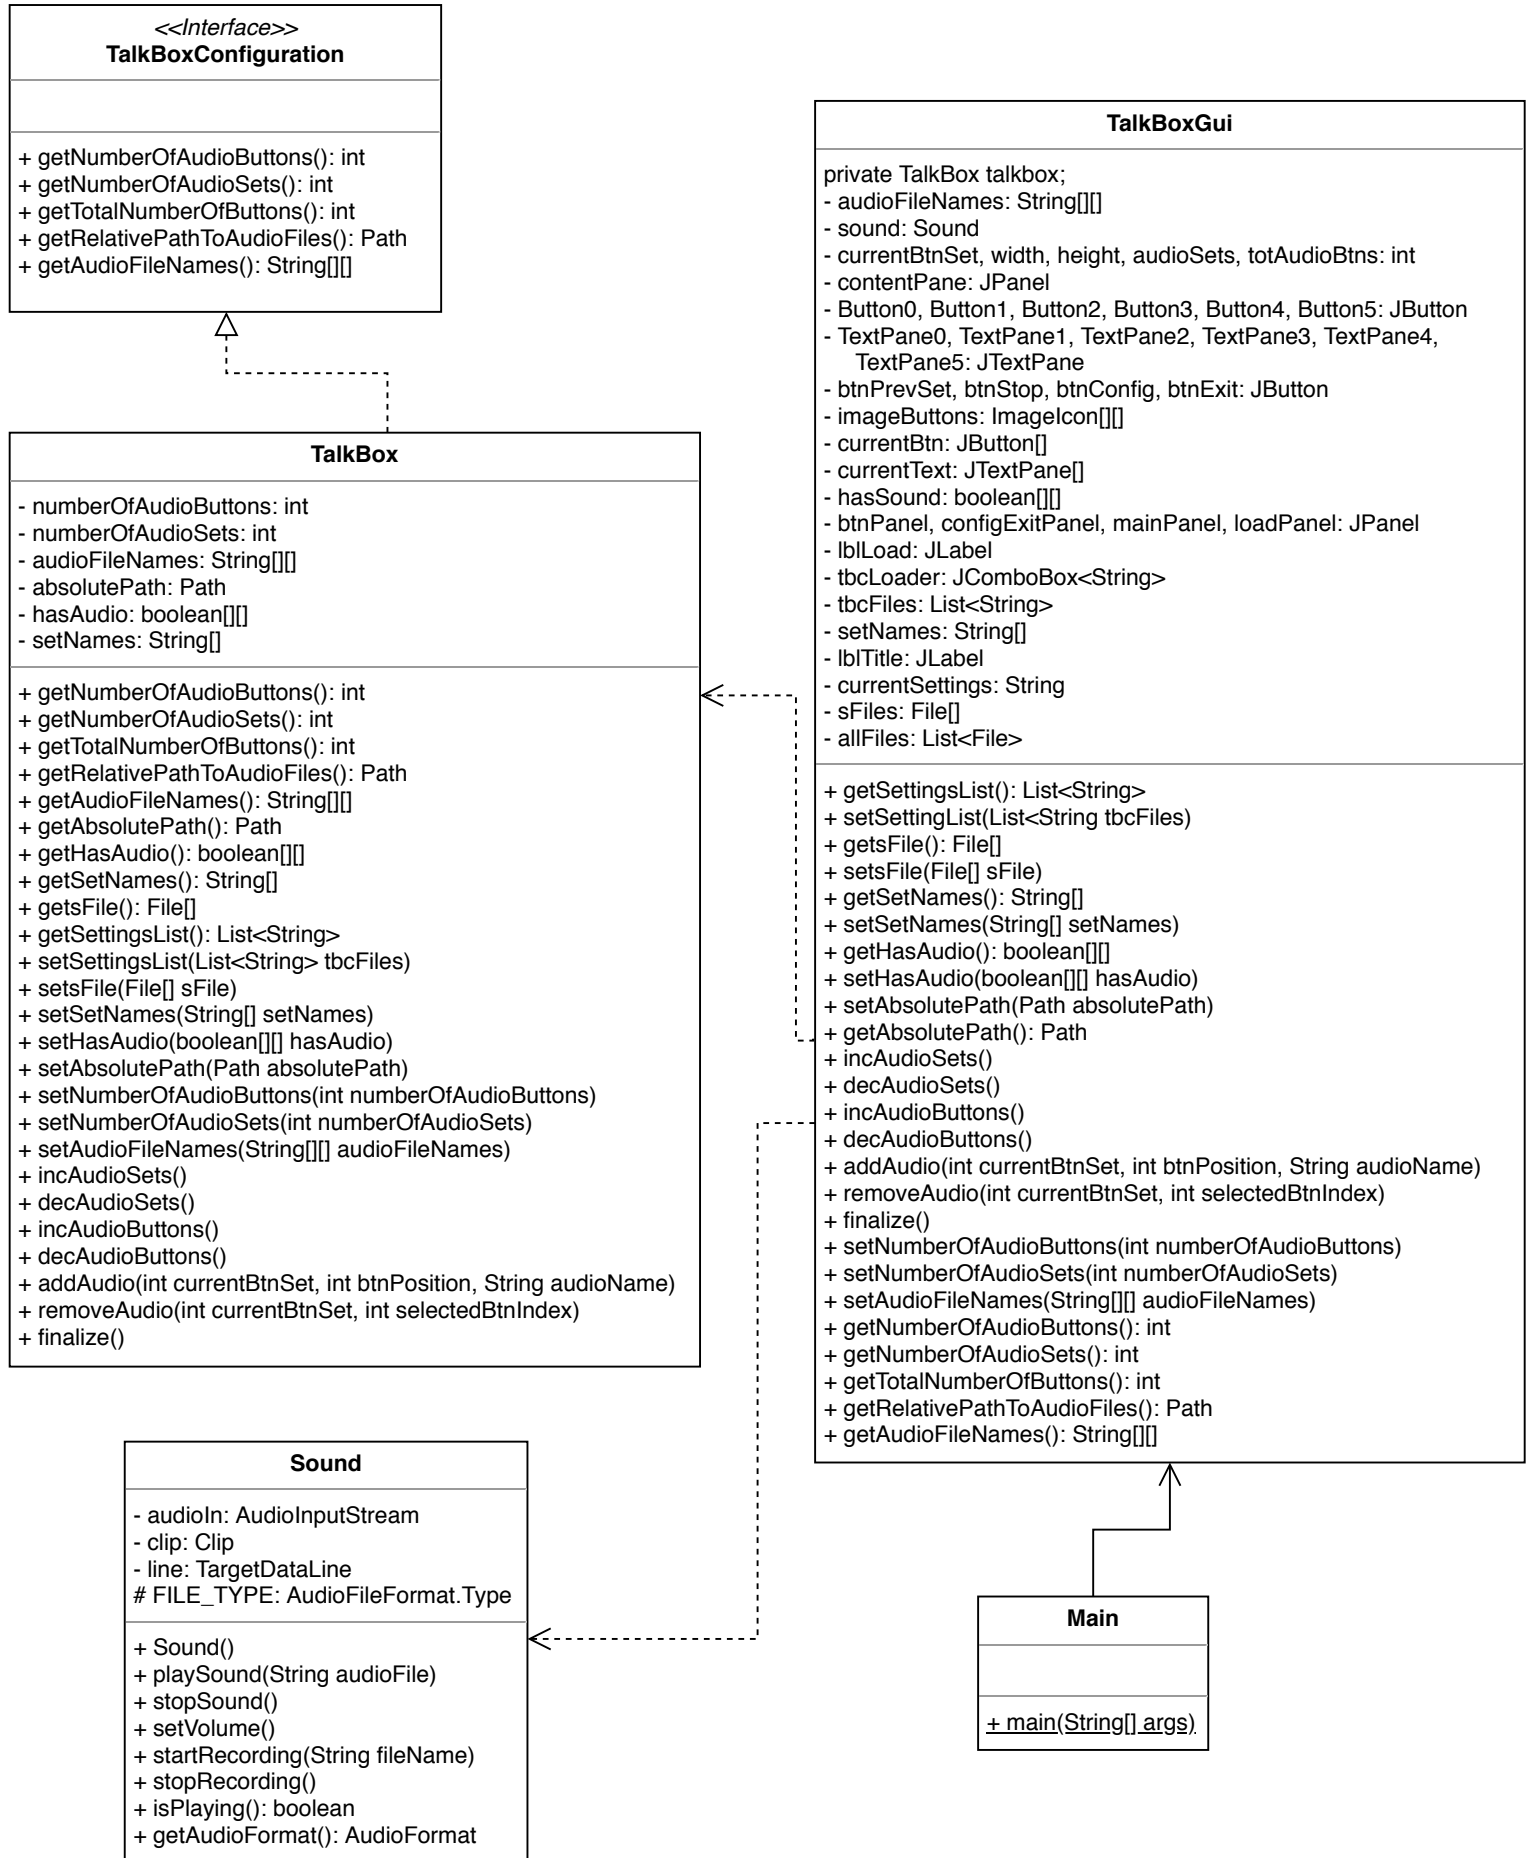 <<Interface>>
TalkBoxConfiguration
+ getNumberOfAudioButtons(): int
+ getNumberOfAudioSets(): int
+ getTotalNumberOfButtons(): int
+ getRelativePathToAudioFiles(): Path
+ getAudioFileNames(): String[][]
TalkBox
- numberOfAudioButtons: int
- numberOfAudioSets: int
- audioFileNames: String[][]
- absolutePath: Path
- hasAudio: boolean[][]
- setNames: String[]
+ getNumberOfAudioButtons(): int
+ getNumberOfAudioSets(): int
+ getTotalNumberOfButtons(): int
+ getRelativePathToAudioFiles(): Path
+ getAudioFileNames(): String[][]
+ getAbsolutePath(): Path
+ getHasAudio(): boolean[][]
+ getSetNames(): String[]
+ getsFile(): File[]
+ getSettingsList(): List<String>
+ setSettingsList(List<String> tbcFiles)
+ setsFile(File[] sFile)
+ setSetNames(String[] setNames)
+ setHasAudio(boolean[][] hasAudio)
+ setAbsolutePath(Path absolutePath)
+ setNumberOfAudioButtons(int numberOfAudioButtons)
+ setNumberOfAudioSets(int numberOfAudioSets)
+ setAudioFileNames(String[][] audioFileNames)
+ incAudioSets()
+ decAudioSets()
+ incAudioButtons()
+ decAudioButtons()
+ addAudio(int currentBtnSet, int btnPosition, String audioName)
+ removeAudio(int currentBtnSet, int selectedBtnIndex)
+ finalize()
Sound
- audioIn: AudioInputStream
- clip: Clip
- line: TargetDataLine
# FILE_TYPE: AudioFileFormat.Type
+ Sound()
+ playSound(String audioFile)
+ stopSound()
+ setVolume()
+ startRecording(String fileName)
+ stopRecording()
+ isPlaying(): boolean
+ getAudioFormat(): AudioFormat
TalkBoxGui
private TalkBox talkbox;
- audioFileNames: String[][]
- sound: Sound
- currentBtnSet, width, height, audioSets, totAudioBtns: int
- contentPane: JPanel
- Button0, Button1, Button2, Button3, Button4, Button5: JButton
- TextPane0, TextPane1, TextPane2, TextPane3, TextPane4,
TextPane5: JTextPane
- btnPrevSet, btnStop, btnConfig, btnExit: JButton
- imageButtons: ImageIcon[][]
- currentBtn: JButton[]
- currentText: JTextPane[]
- hasSound: boolean[][]
- btnPanel, configExitPanel, mainPanel, loadPanel: JPanel
- lblLoad: JLabel
- tbcLoader: JComboBox<String>
- tbcFiles: List<String>
- setNames: String[]
- lblTitle: JLabel
- currentSettings: String
- sFiles: File[]
- allFiles: List<File>
+ getSettingsList(): List<String>
+ setSettingList(List<String tbcFiles)
+ getsFile(): File[]
+ setsFile(File[] sFile)
+ getSetNames(): String[]
+ setSetNames(String[] setNames)
+ getHasAudio(): boolean[][]
+ setHasAudio(boolean[][] hasAudio)
+ setAbsolutePath(Path absolutePath)
+ getAbsolutePath(): Path
+ incAudioSets()
+ decAudioSets()
+ incAudioButtons()
+ decAudioButtons()
+ addAudio(int currentBtnSet, int btnPosition, String audioName)
+ removeAudio(int currentBtnSet, int selectedBtnIndex)
+ finalize()
+ setNumberOfAudioButtons(int numberOfAudioButtons)
+ setNumberOfAudioSets(int numberOfAudioSets)
+ setAudioFileNames(String[][] audioFileNames)
+ getNumberOfAudioButtons(): int
+ getNumberOfAudioSets(): int
+ getTotalNumberOfButtons(): int
+ getRelativePathToAudioFiles(): Path
+ getAudioFileNames(): String[][]
Main
+ main(String[] args)